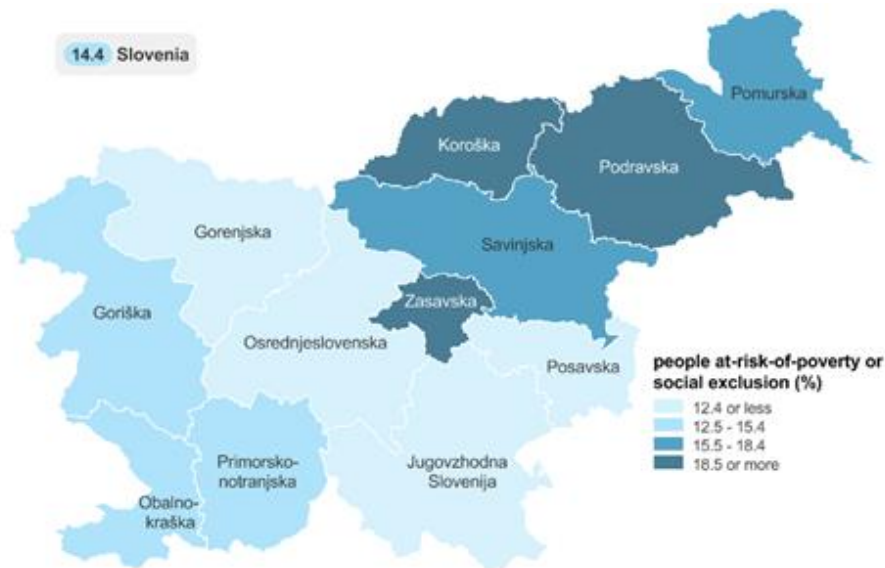 14.4 Slovenia
Pomurska
Koroška
Podravska
Gorenjska
Savinjska
Goriška
Zasavska
Osrednjeslovenska
Posavska
Primorsko-
notranjska
Jugovzhodna
Slovenija
Obalno-
kraška
people at-risk-of-poverty or
social exclusion (%)
12.4 or less
12.5 - 15.4
15.5 - 18.4
18.5 or more